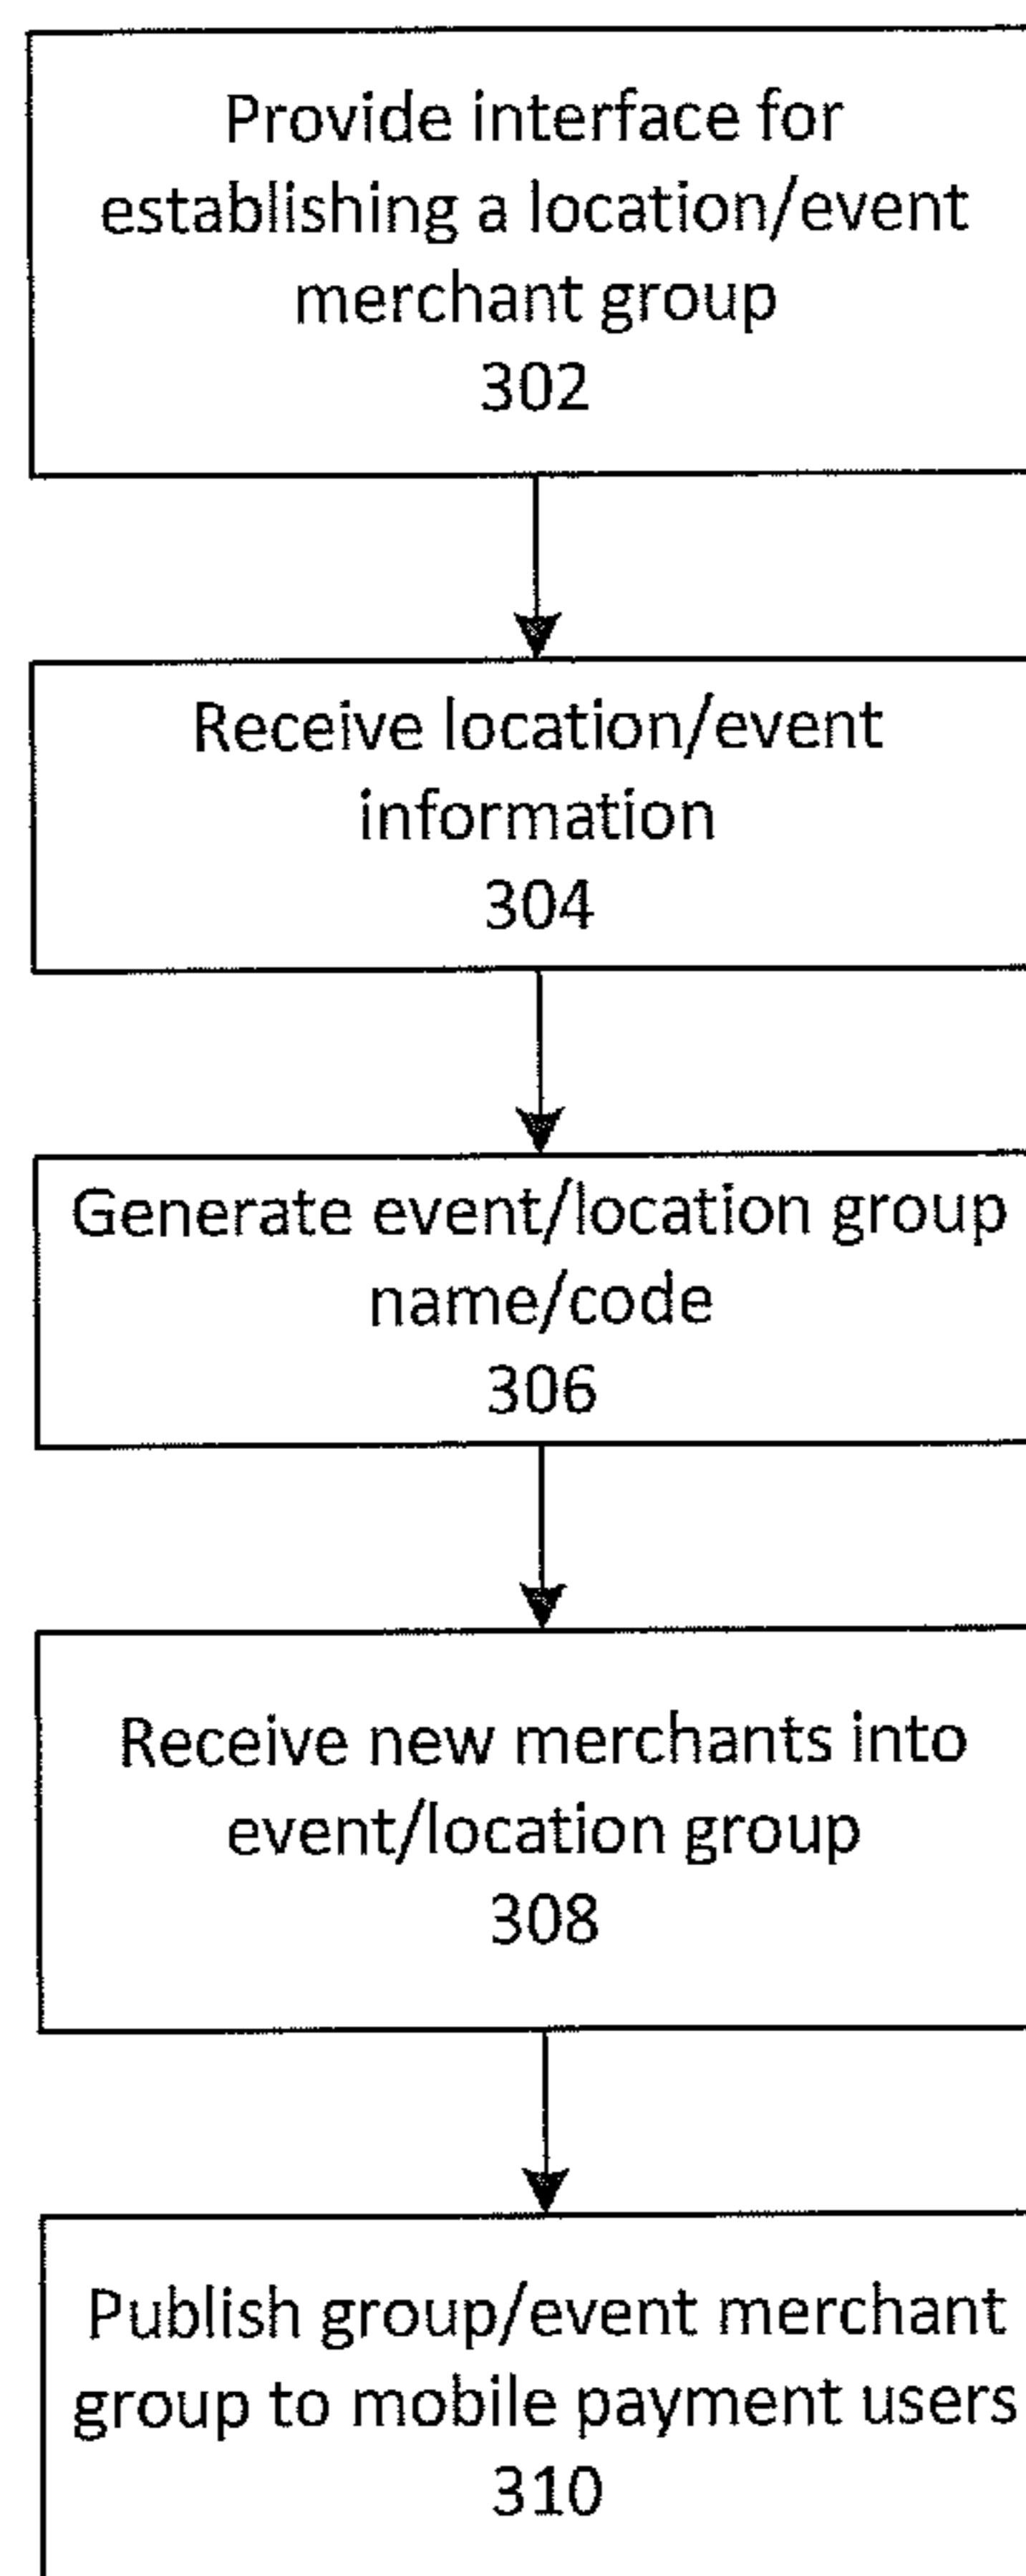 Provide interface for
establishing a location/event
merchant group
302
Receive location/event
information
304
Generate event/location group
name/code
306
Receive new merchants into
event/location group
308
Publish group/event merchant
group to mobile payment users
310